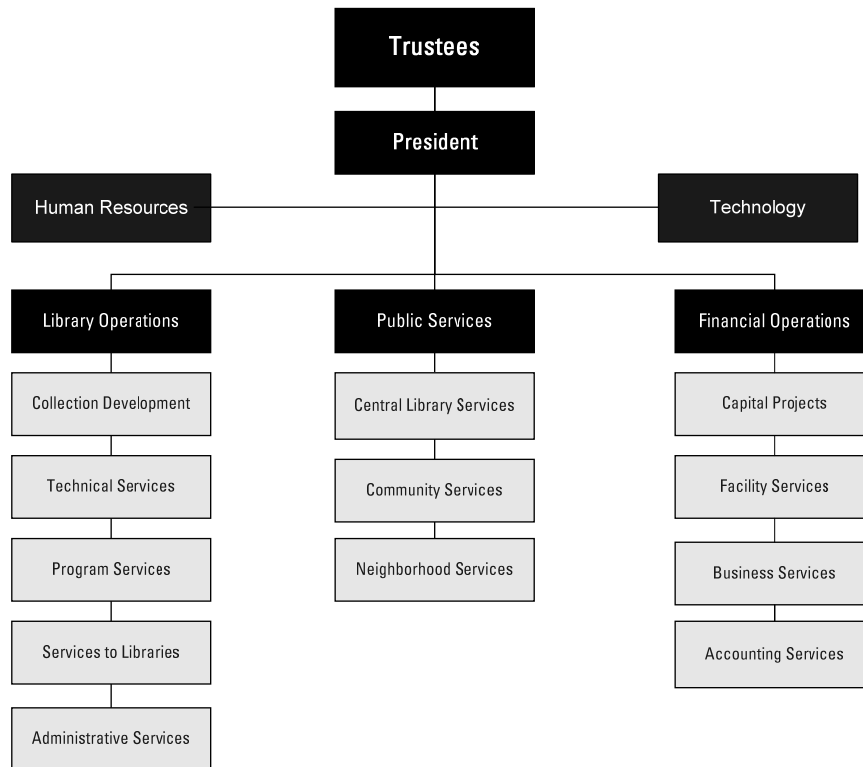 Trustees
President
Human Resources
Technology
Library Operations
Public Services
Financial Operations
Collection Development
Central Library Services
Capital Projects
Technical Services
Community Services
Facility Services
Program Services
Neighborhood Services
Business Services
Services to Libraries
Accounting Services
Administrative Services